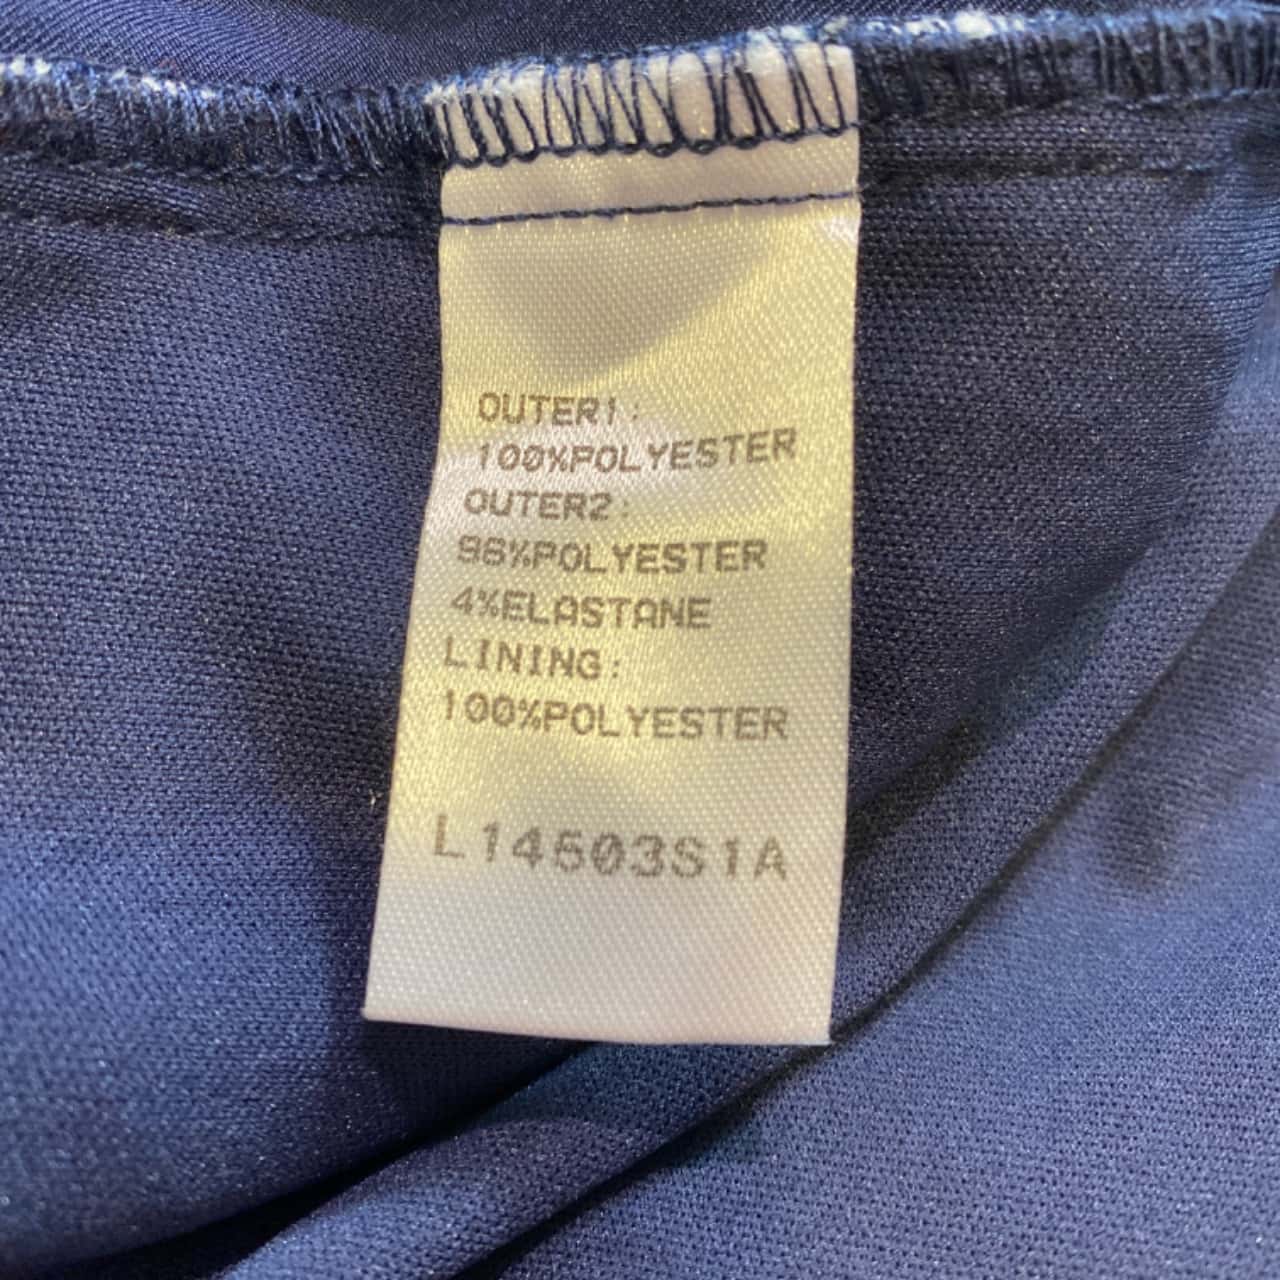 OUTER1:
100%POLYESTER
OUTER2:
96%POLYESTER
4%ELASTANE
LINING:
100%POLYESTER
L14503S1A